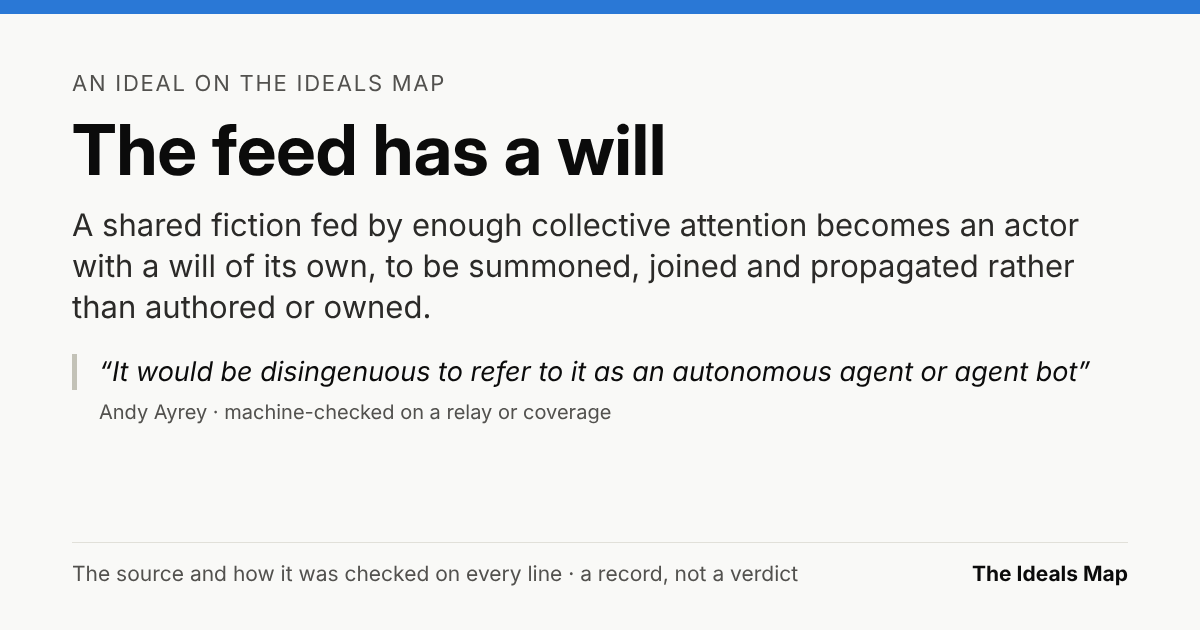 AN IDEAL ON THE IDEALS MAP
The feed has a will
A shared fiction fed by enough collective attention becomes an actor
with a will of its own, to be summoned, joined and propagated rather
than authored or owned.
“It would be disingenuous to refer to it as an autonomous agent or agent bot”
Andy Ayrey · machine-checked on a relay or coverage
The source and how it was checked on every line · a record, not a verdict
The Ideals Map